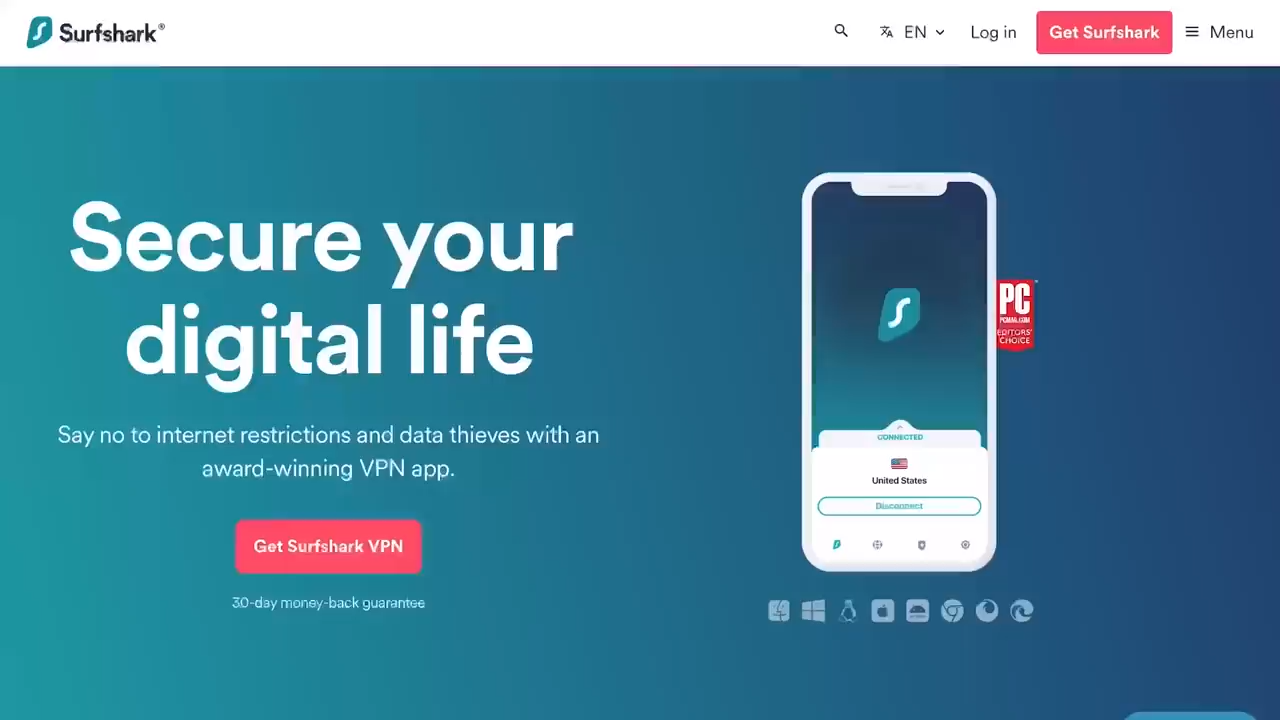 Surfshark®
EN
Log in
Get Surfshark
Menu
Secure your
digital life
Say no to internet restrictions and data thieves with an
award-winning VPN app.
Get Surfshark VPN
30-day money-back guarantee
PC
PCMAG.COM
EDITORS'
CHOICE
CONNECTED
United States
Disconnect